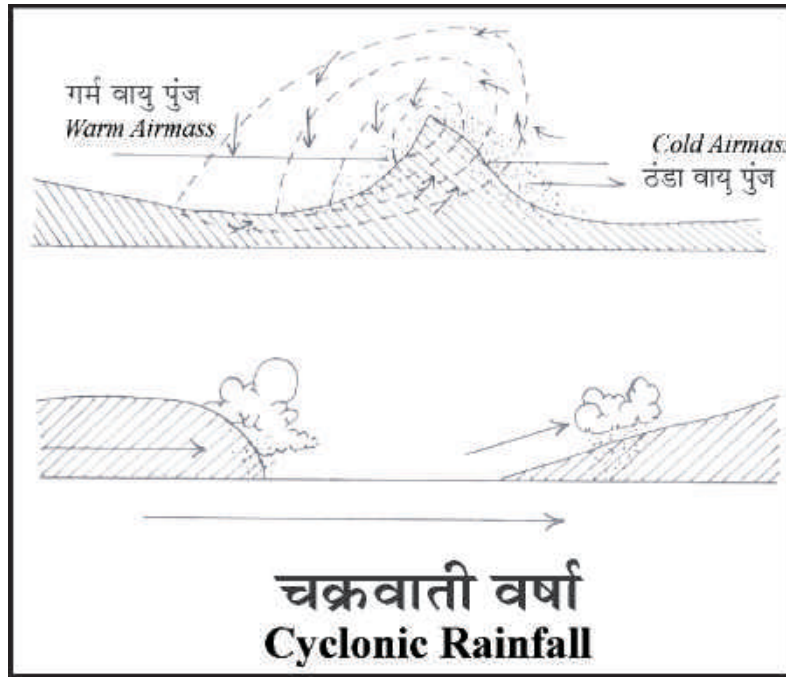 गर्म वायु पुंज
Warm Airmass
Cold Airmass
ठंडा वायु पुंज
चक्रवाती वर्षा
Cyclonic Rainfall